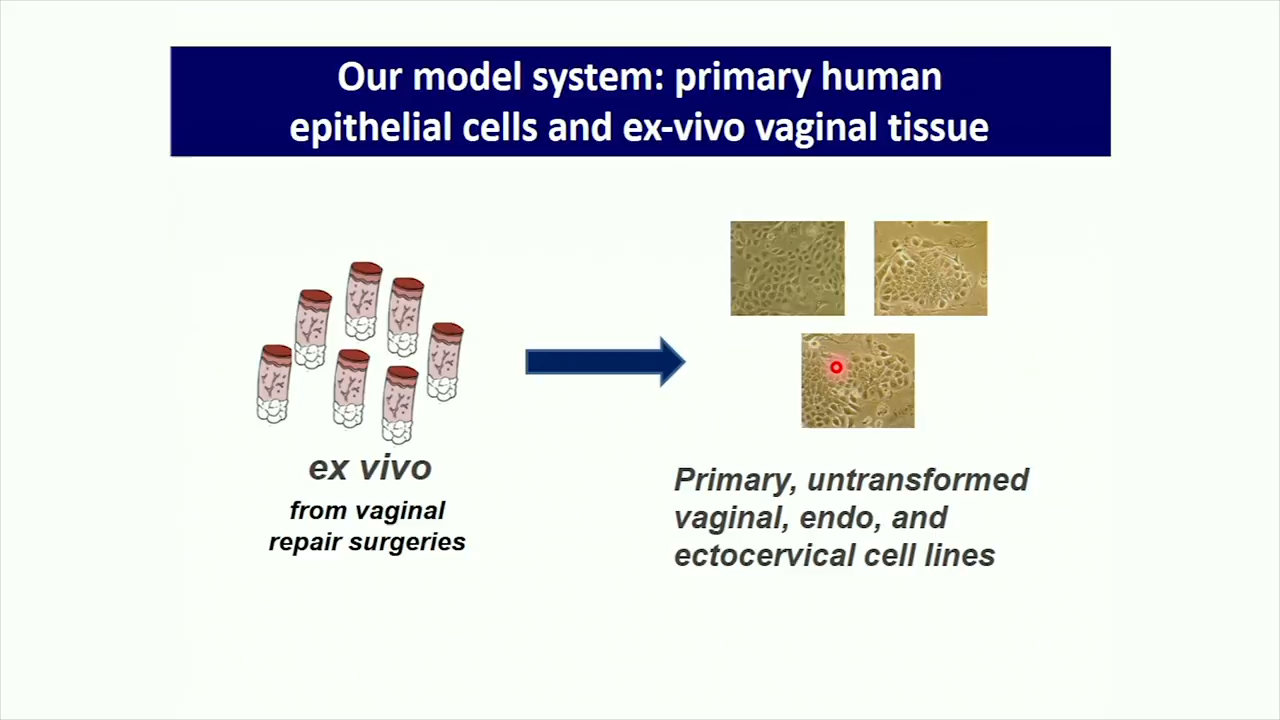 Our model system: primary human
epithelial cells and ex-vivo vaginal tissue
ex vivo
from vaginal
repair surgeries
Primary, untransformed
vaginal, endo, and
ectocervical cell lines